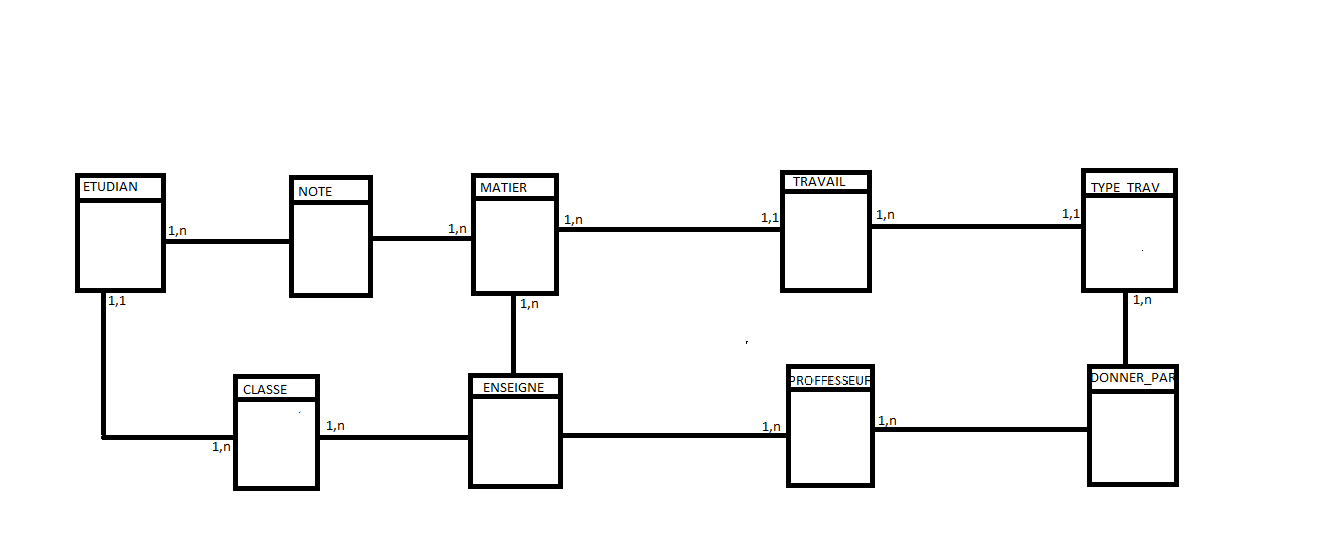 ETUDIAN
NOTE
MATIER
TRAVAIL
TYPE_TRAV
1,n
1,n
1,n
1,1
1,n
1,1
1,1
1,n
1,n
CLASSE
ENSEIGNE
PROFFESSEUR
DONNER_PAR
1,n
1,n
1,n
1,n